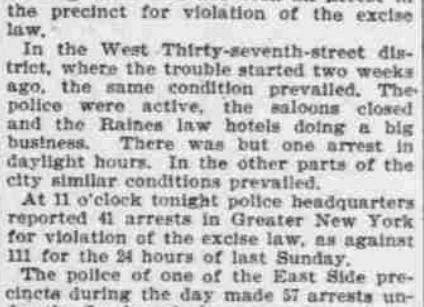 the precinct for violation of the excise
law.
In the West Thirty-seventh-street dis-
trict, where the trouble started two weeks
ago, the same condition prevailed. The
police were active, the saloons closed
and the Raines law hotels doing a big
business. There was but one arrest in
daylight hours. In the other parts of the
city similar conditions prevailed.
At 11 o'clock tonight police headquarters
reported 41 arrests in Greater New York
for violation of the excise law, as against
111 for the 24 hours of last Sunday.
The police of one of the East Side pre-
cincts during the day made 57 arrests un-